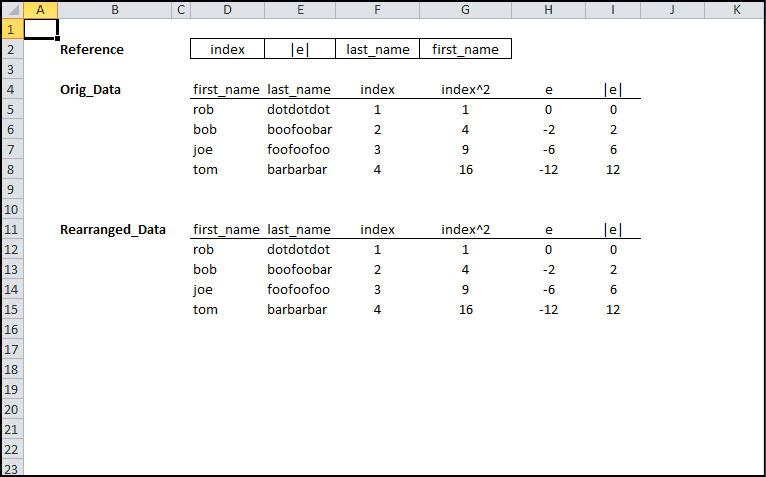 A B C D E F G H I J K
1
2 Reference index |e| last_name first_name
3
4 Orig_Data first_name last_name index index^2 e |e|
5 rob dotdotdot 1 1 0 0
6 bob boofoobar 2 4 -2 2
7 joe foofoofoo 3 9 -6 6
8 tom barbarbar 4 16 -12 12
9
10
11 Rearranged_Data first_name last_name index index^2 e |e|
12 rob dotdotdot 1 1 0 0
13 bob boofoobar 2 4 -2 2
14 joe foofoofoo 3 9 -6 6
15 tom barbarbar 4 16 -12 12
16
17
18
19
20
21
22
23